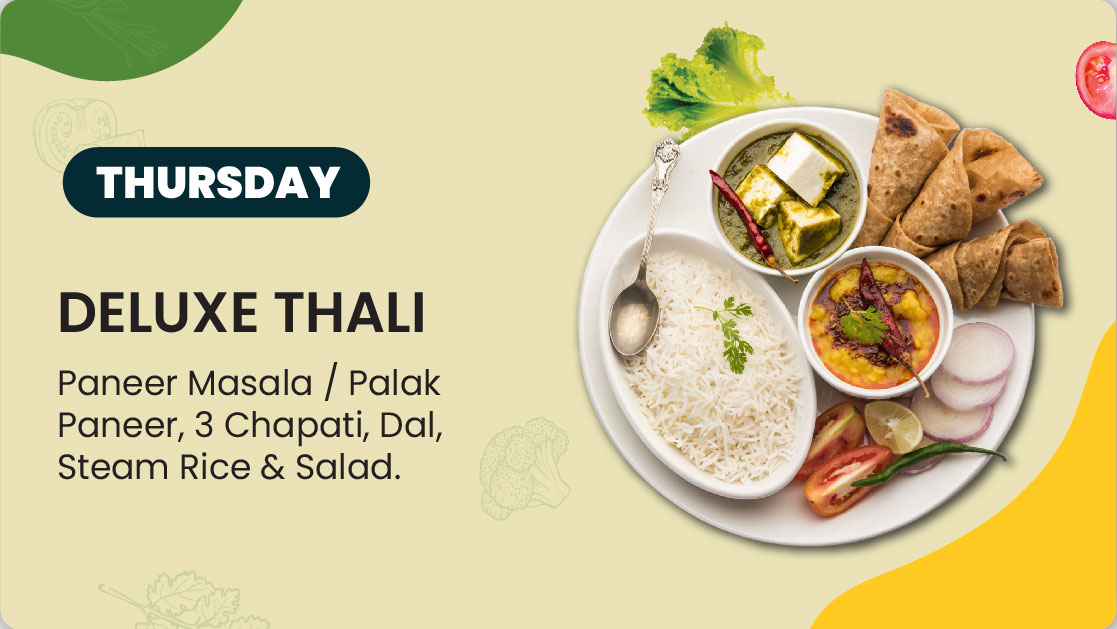 THURSDAY
DELUXE THALI
Paneer Masala / Palak
Paneer, 3 Chapati, Dal,
Steam Rice & Salad.